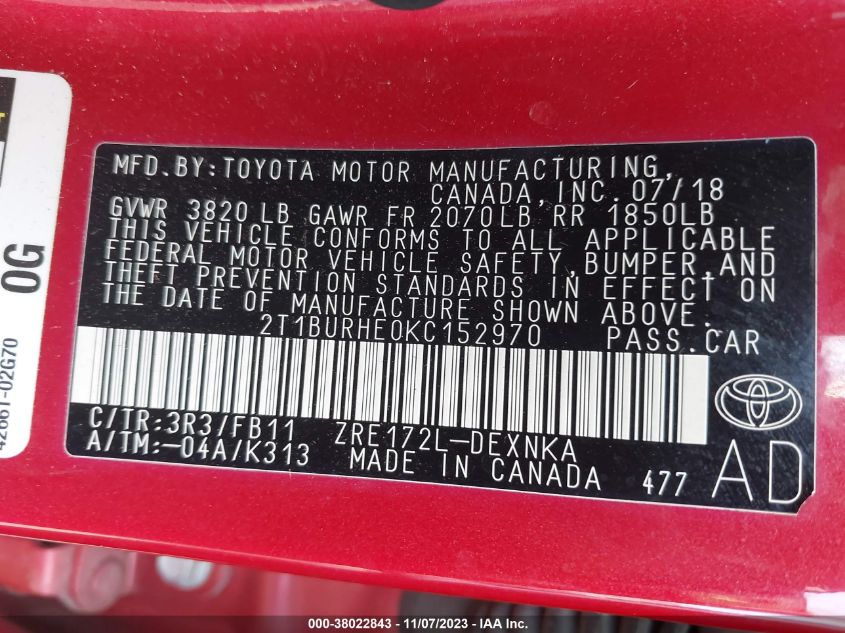 MFD.BY:TOYOTA MOTOR MANUFACTURING,
CANADA,INC. 07/18
GVWR 3820 LB GAWR FR 2070LB RR 1850LB
THIS VEHICLE CONFORMS TO ALL APPLICABLE
FEDERAL MOTOR VEHICLE SAFETY,BUMPER,AND
THEFT PREVENTION STANDARDS IN EFFECT ON
THE DATE OF MANUFACTURE SHOWN ABOVE.
2T1BURHE0KC152970 PASS.CAR
C/TR:3R3/FB11 ZRE172L-DEXNKA
A/TM:-04A/K313 MADE IN CANADA 477
AD
0G
42661-02G70
000-38022843 — 11/07/2023 — IAA Inc.